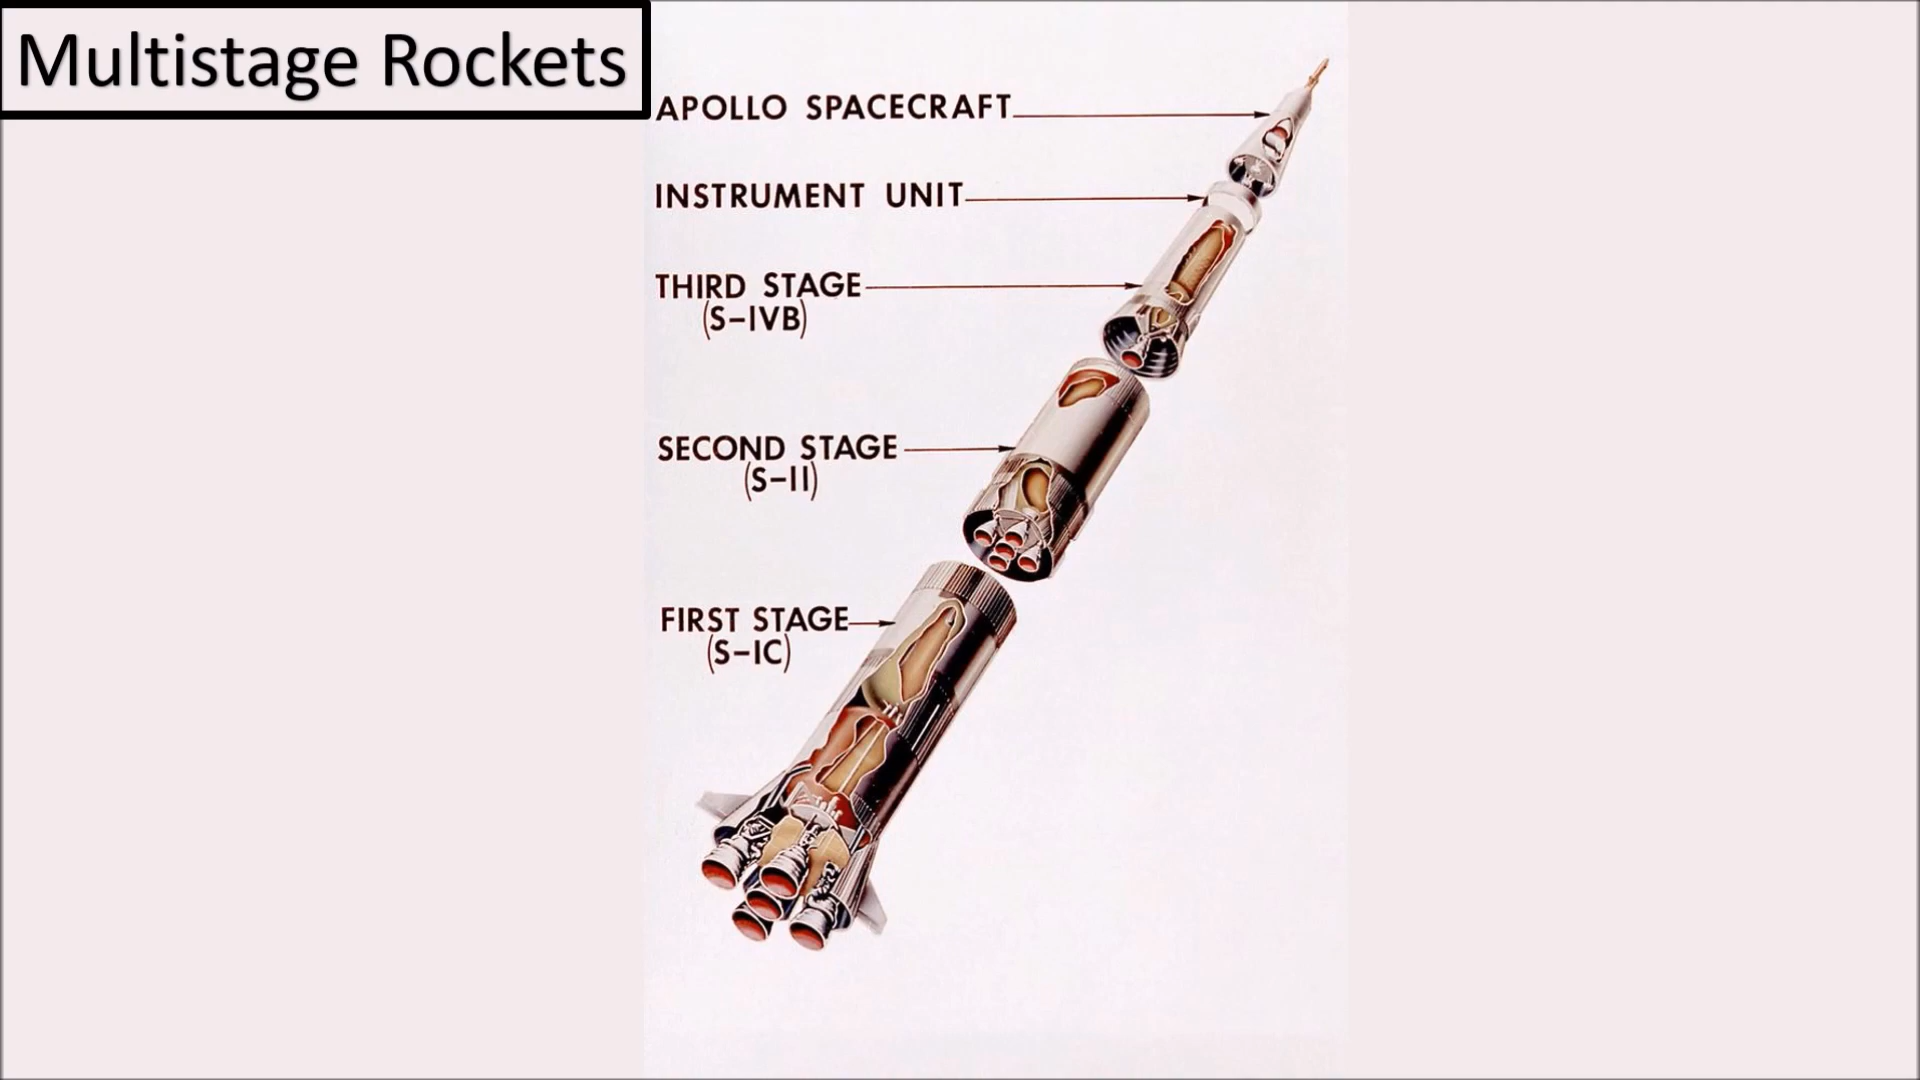 Multistage Rockets
APOLLO SPACECRAFT
INSTRUMENT UNIT
THIRD STAGE
(S-IVB)
SECOND STAGE
(S-II)
FIRST STAGE
(S-IC)